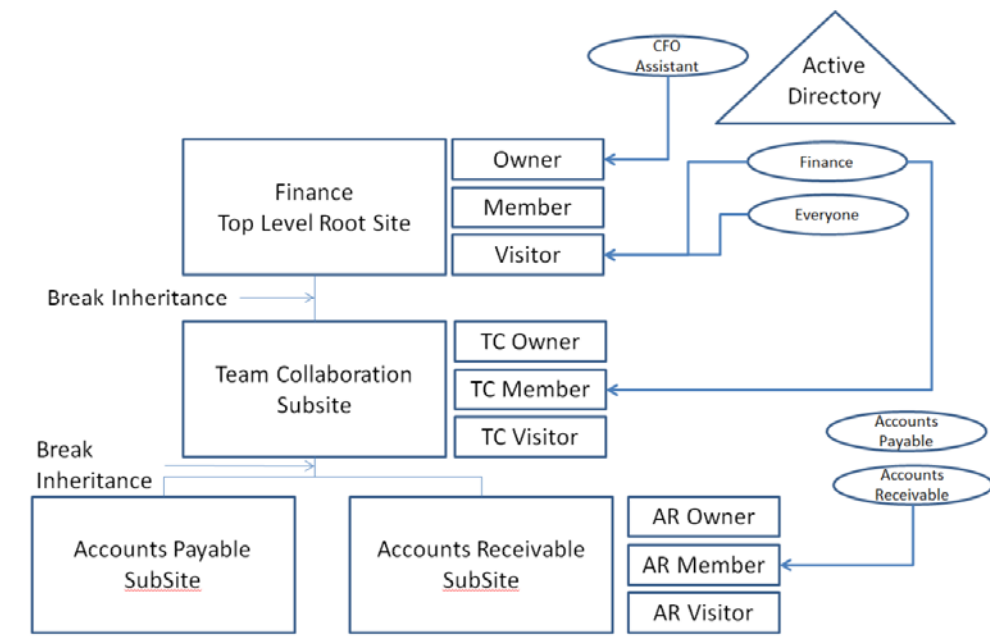 CFO
Assistant
Active
Directory
Finance
Top Level Root Site
Owner
Member
Visitor
Finance
Everyone
Break Inheritance
Team Collaboration
Subsite
TC Owner
TC Member
TC Visitor
Accounts
Payable
Accounts
Receivable
Break
Inheritance
Accounts Payable
SubSite
Accounts Receivable
SubSite
AR Owner
AR Member
AR Visitor